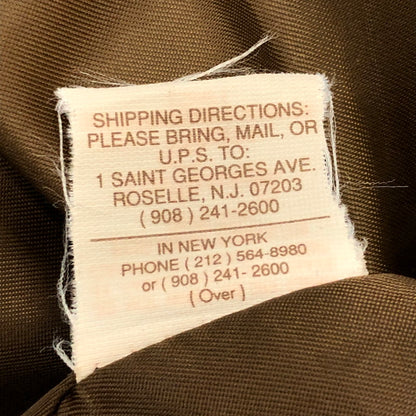 SHIPPING DIRECTIONS:
PLEASE BRING, MAIL, OR
U.P.S. TO:
1 SAINT GEORGES AVE.
ROSELLE, N.J. 07203
( 908 ) 241-2600
IN NEW YORK
PHONE ( 212 ) 564-8980
or ( 908 ) 241- 2600
( Over )